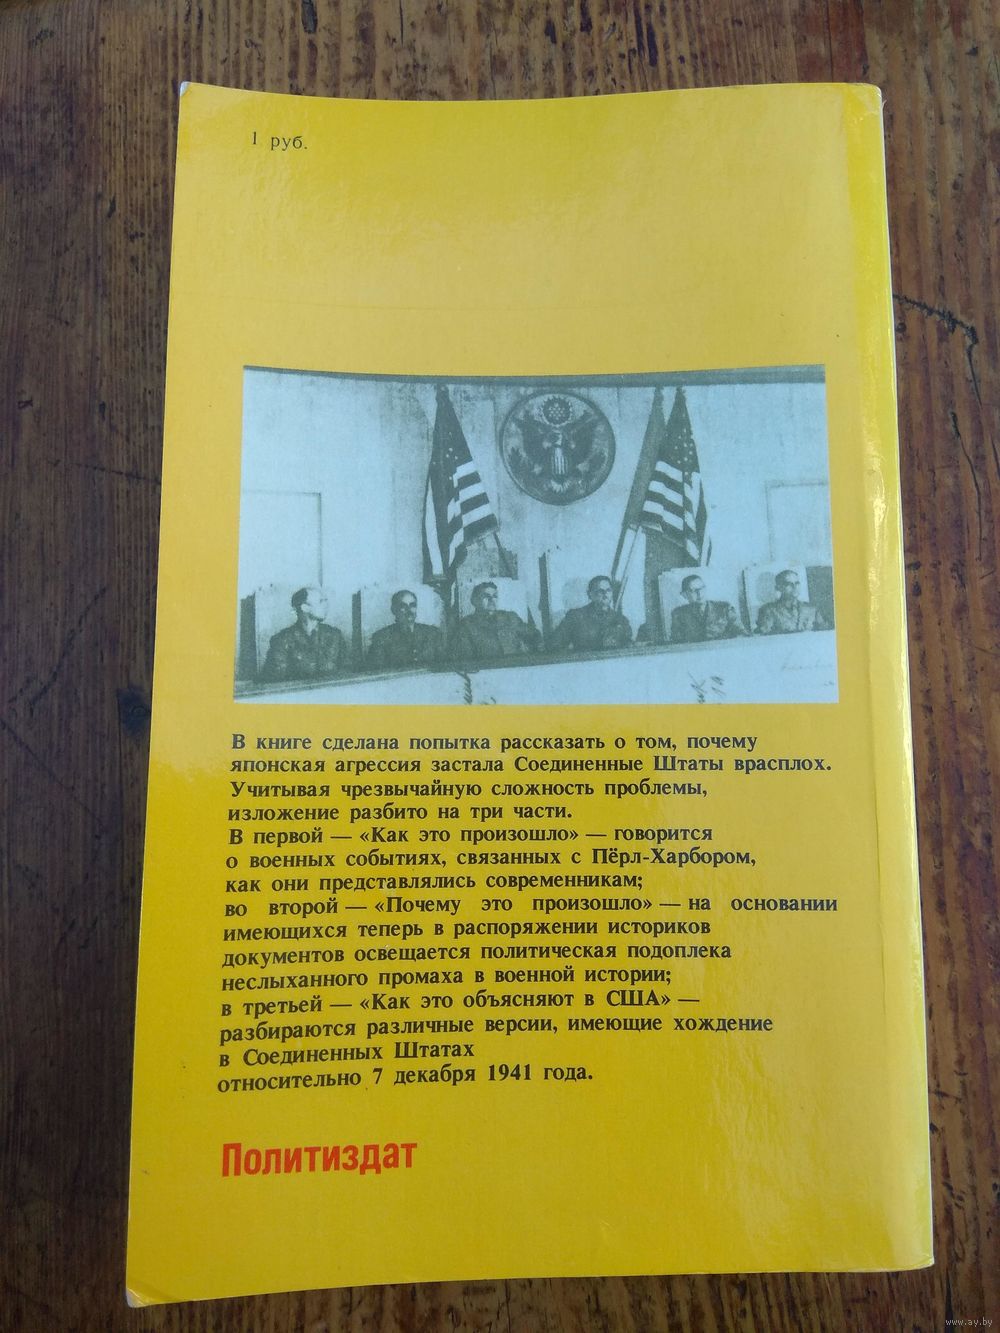 1 руб.
В книге сделана попытка рассказать о том, почему
японская агрессия застала Соединенные Штаты врасплох.
Учитывая чрезвычайную сложность проблемы,
изложение разбито на три части.
В первой — «Как это произошло» — говорится
о военных событиях, связанных с Пёрл-Харбором,
как они представлялись современникам;
во второй — «Почему это произошло» — на основании
имеющихся теперь в распоряжении историков
документов освещается политическая подоплека
неслыханного промаха в военной истории;
в третьей — «Как это объясняют в США» —
разбираются различные версии, имеющие хождение
в Соединенных Штатах
относительно 7 декабря 1941 года.
Политиздат
www.ay.by